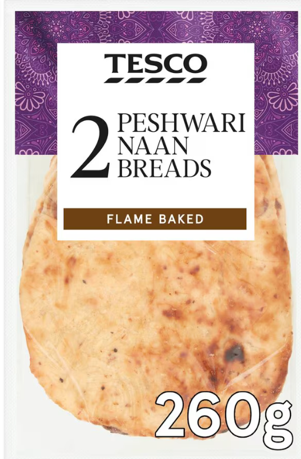 TESCO
2 PESHWARI
NAAN
BREADS
FLAME BAKED
260g